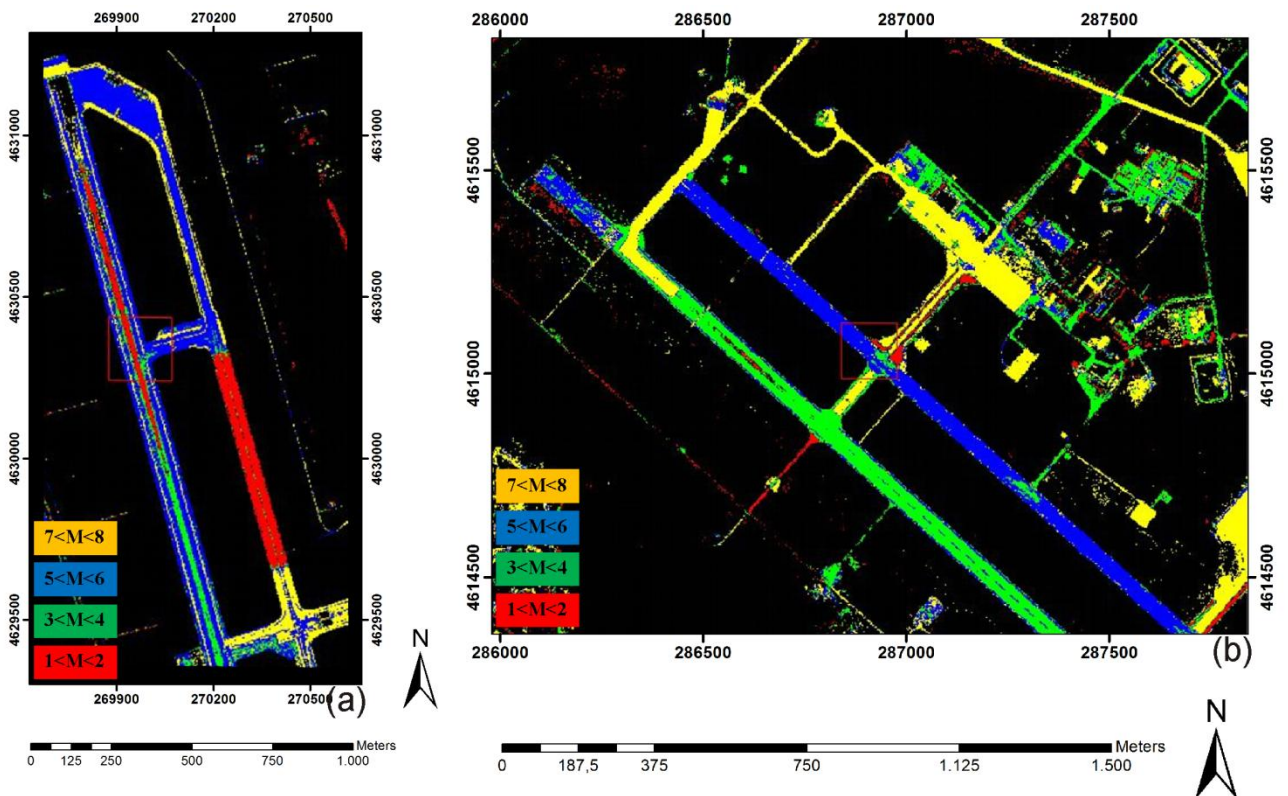 269900 270200 270500
286000 286500 287000 287500
4631000 4631000
4615500 4615500
4630500 4630500
4615000 4615000
4630000 4630000
7<M<8
7<M<8
5<M<6
5<M<6
3<M<4
3<M<4
1<M<2
1<M<2
4614500 4614500
4629500 4629500
N
(a)
(b)
269900 270200 270500
286000 286500 287000 287500
N
Meters
0 125 250 500 750 1.000
Meters
0 187,5 375 750 1.125 1.500